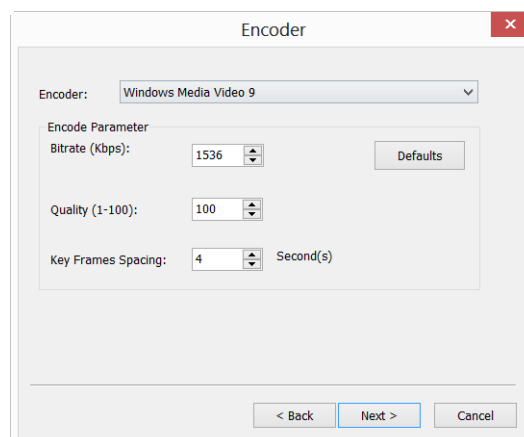 Encoder
Encoder: Windows Media Video 9
Encode Parameter
Bitrate (Kbps): 1536 Defaults
Quality (1-100): 100
Key Frames Spacing: 4 Second(s)
< Back Next > Cancel